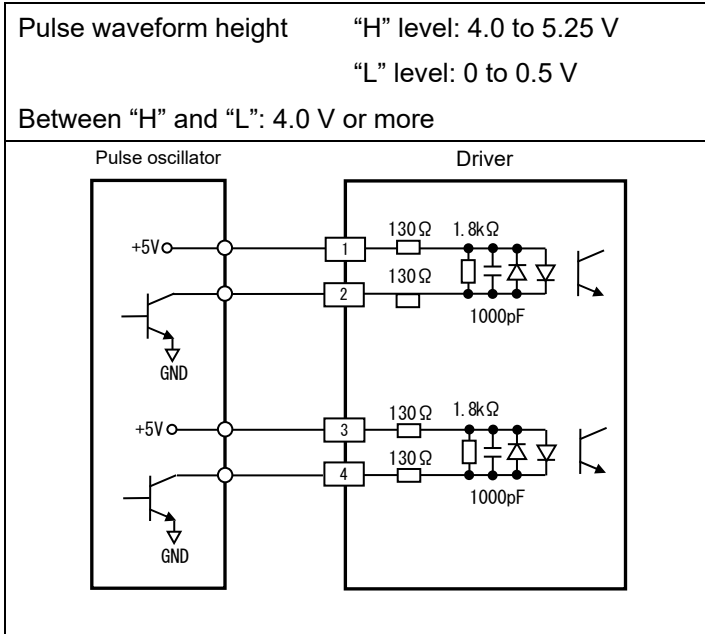 Pulse waveform height “H” level: 4.0 to 5.25 V
“L” level: 0 to 0.5 V
Between “H” and “L”: 4.0 V or more
Pulse oscillator Driver
130Ω 1.8kΩ
+5V 1
130Ω
2
1000pF
GND
130Ω 1.8kΩ
+5V 3
130Ω
4
1000pF
GND